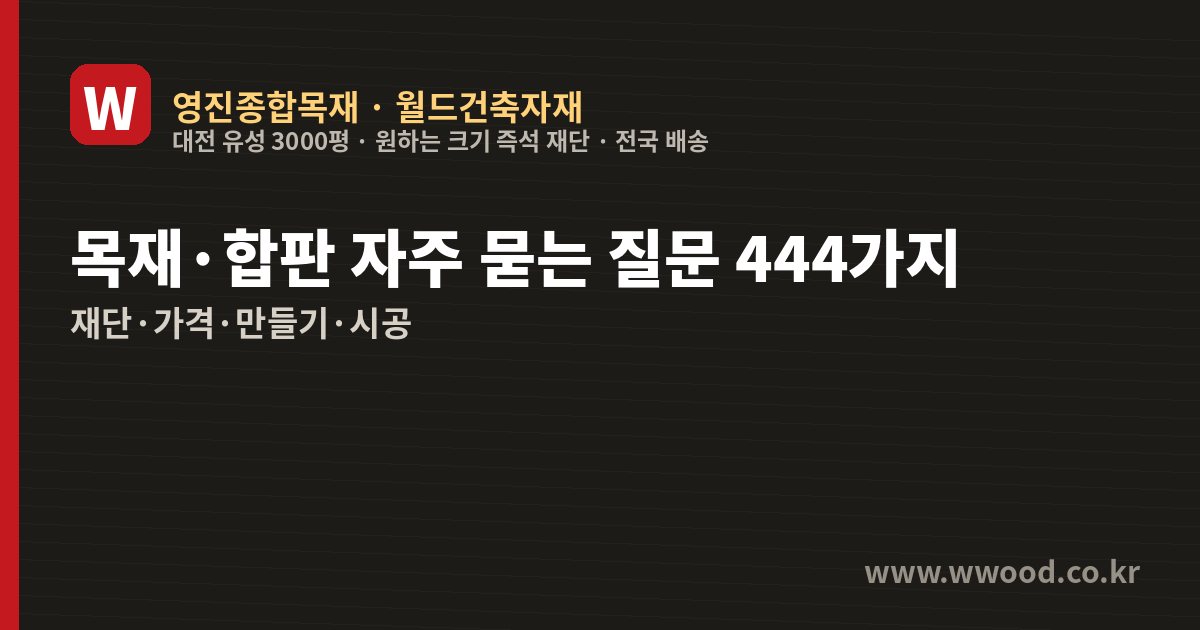 W
영진종합목재 · 월드건축자재
대전 유성 3000평 · 원하는 크기 즉석 재단 · 전국 배송
목재·합판 자주 묻는 질문 444가지
재단·가격·만들기·시공
www.wwood.co.kr